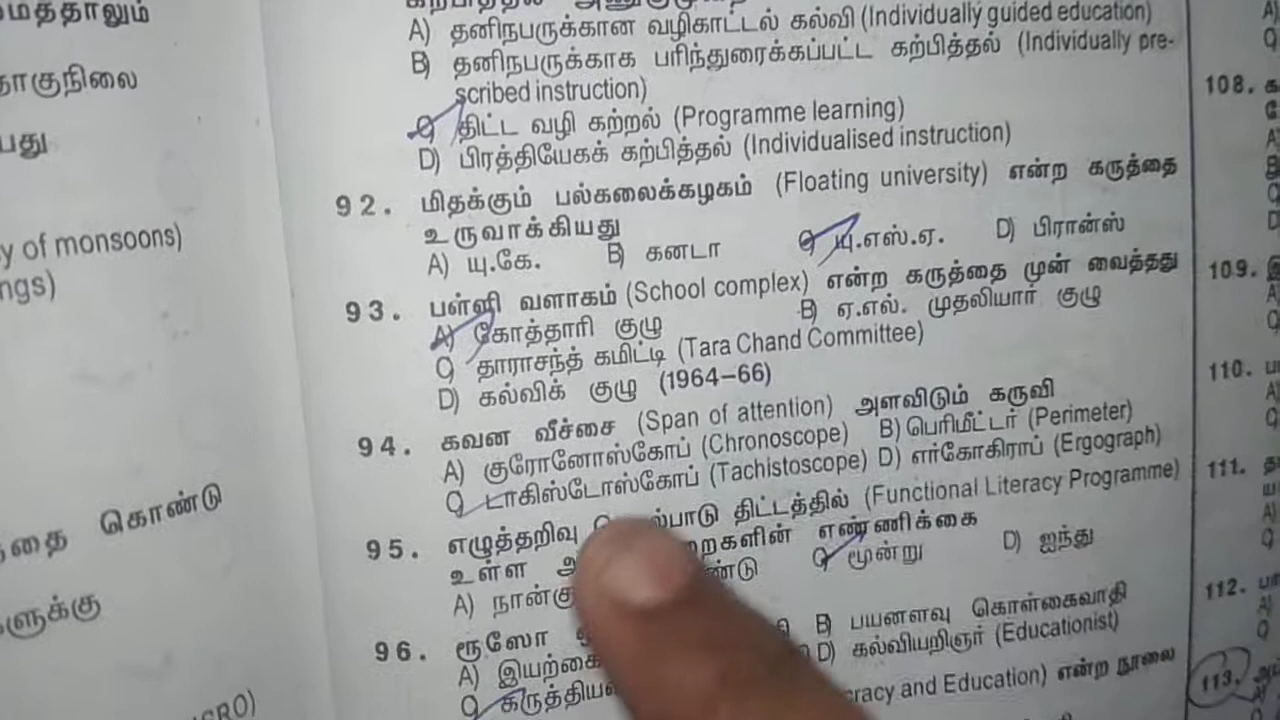 மைத்தாலும்
தாகுநிலை
பது
y of monsoons)
ngs)
தை கொண்டு
ளுக்கு
CRO)
A) தனிநபருக்கான வழிகாட்டல் கல்வி (Individually guided education)
B) தனிநபருக்காக பரிந்துரைக்கப்பட்ட கற்பித்தல் (Individually pre-
scribed instruction)
C) திட்ட வழி கற்றல் (Programme learning)
D) பிரத்தியேகக் கற்பித்தல் (Individualised instruction)
92. மிதக்கும் பல்கலைக்கழகம் (Floating university) என்ற கருத்தை
உருவாக்கியது
A) யு.கே. B) கனடா C) யு.எஸ்.ஏ. D) பிரான்ஸ்
93. பள்ளி வளாகம் (School complex) என்ற கருத்தை முன் வைத்தது
A) கோத்தாரி குழு B) ஏ.எல். முதலியார் குழு
C) தாராசந்த் கமிட்டி (Tara Chand Committee)
D) கல்விக் குழு (1964–66)
94. கவன வீச்சை (Span of attention) அளவிடும் கருவி
A) குரோனோஸ்கோப் (Chronoscope) B) பெரிமீட்டர் (Perimeter)
C) டாகிஸ்டோஸ்கோப் (Tachistoscope) D) எர்கோகிராப் (Ergograph)
95. எழுத்தறிவு திட்டத்தில் (Functional Literacy Programme)
உள்ள எண்ணிக்கை
A) நான்கு C) மூன்று D) ஐந்து
96. ரூஸோ
B) பயனளவு கொள்கைவாதி
A) இயற்கை D) கல்வியறிஞர் (Educationist)
C) racy and Education) என்ற நூலை
108.
109.
110.
111.
112.
113.